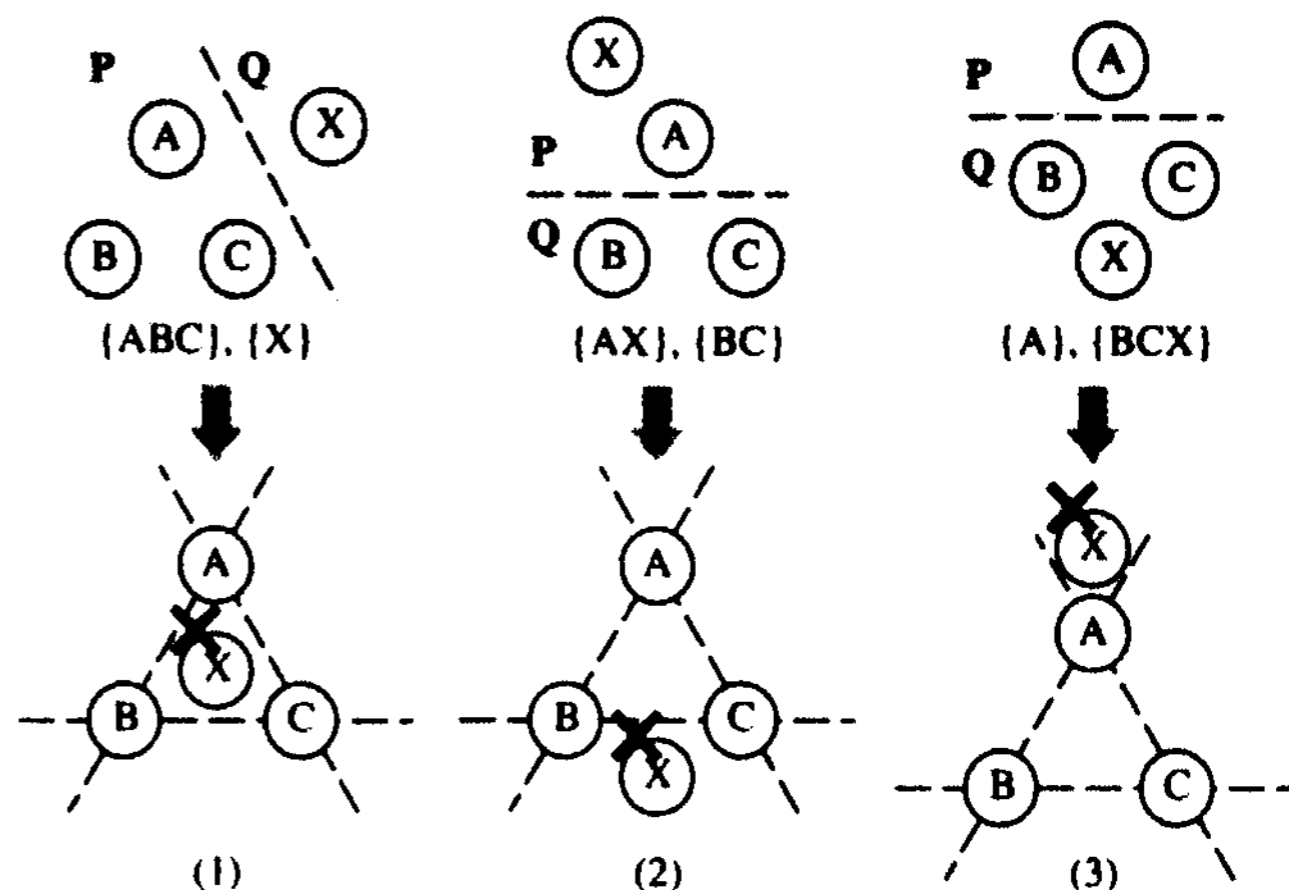 P Q X A
A X P A
B C Q B C Q B C X
{ABC}, {X} {AX}, {BC} {A}, {BCX}
A A X
X A
B C B C X B C
(1) (2) (3)